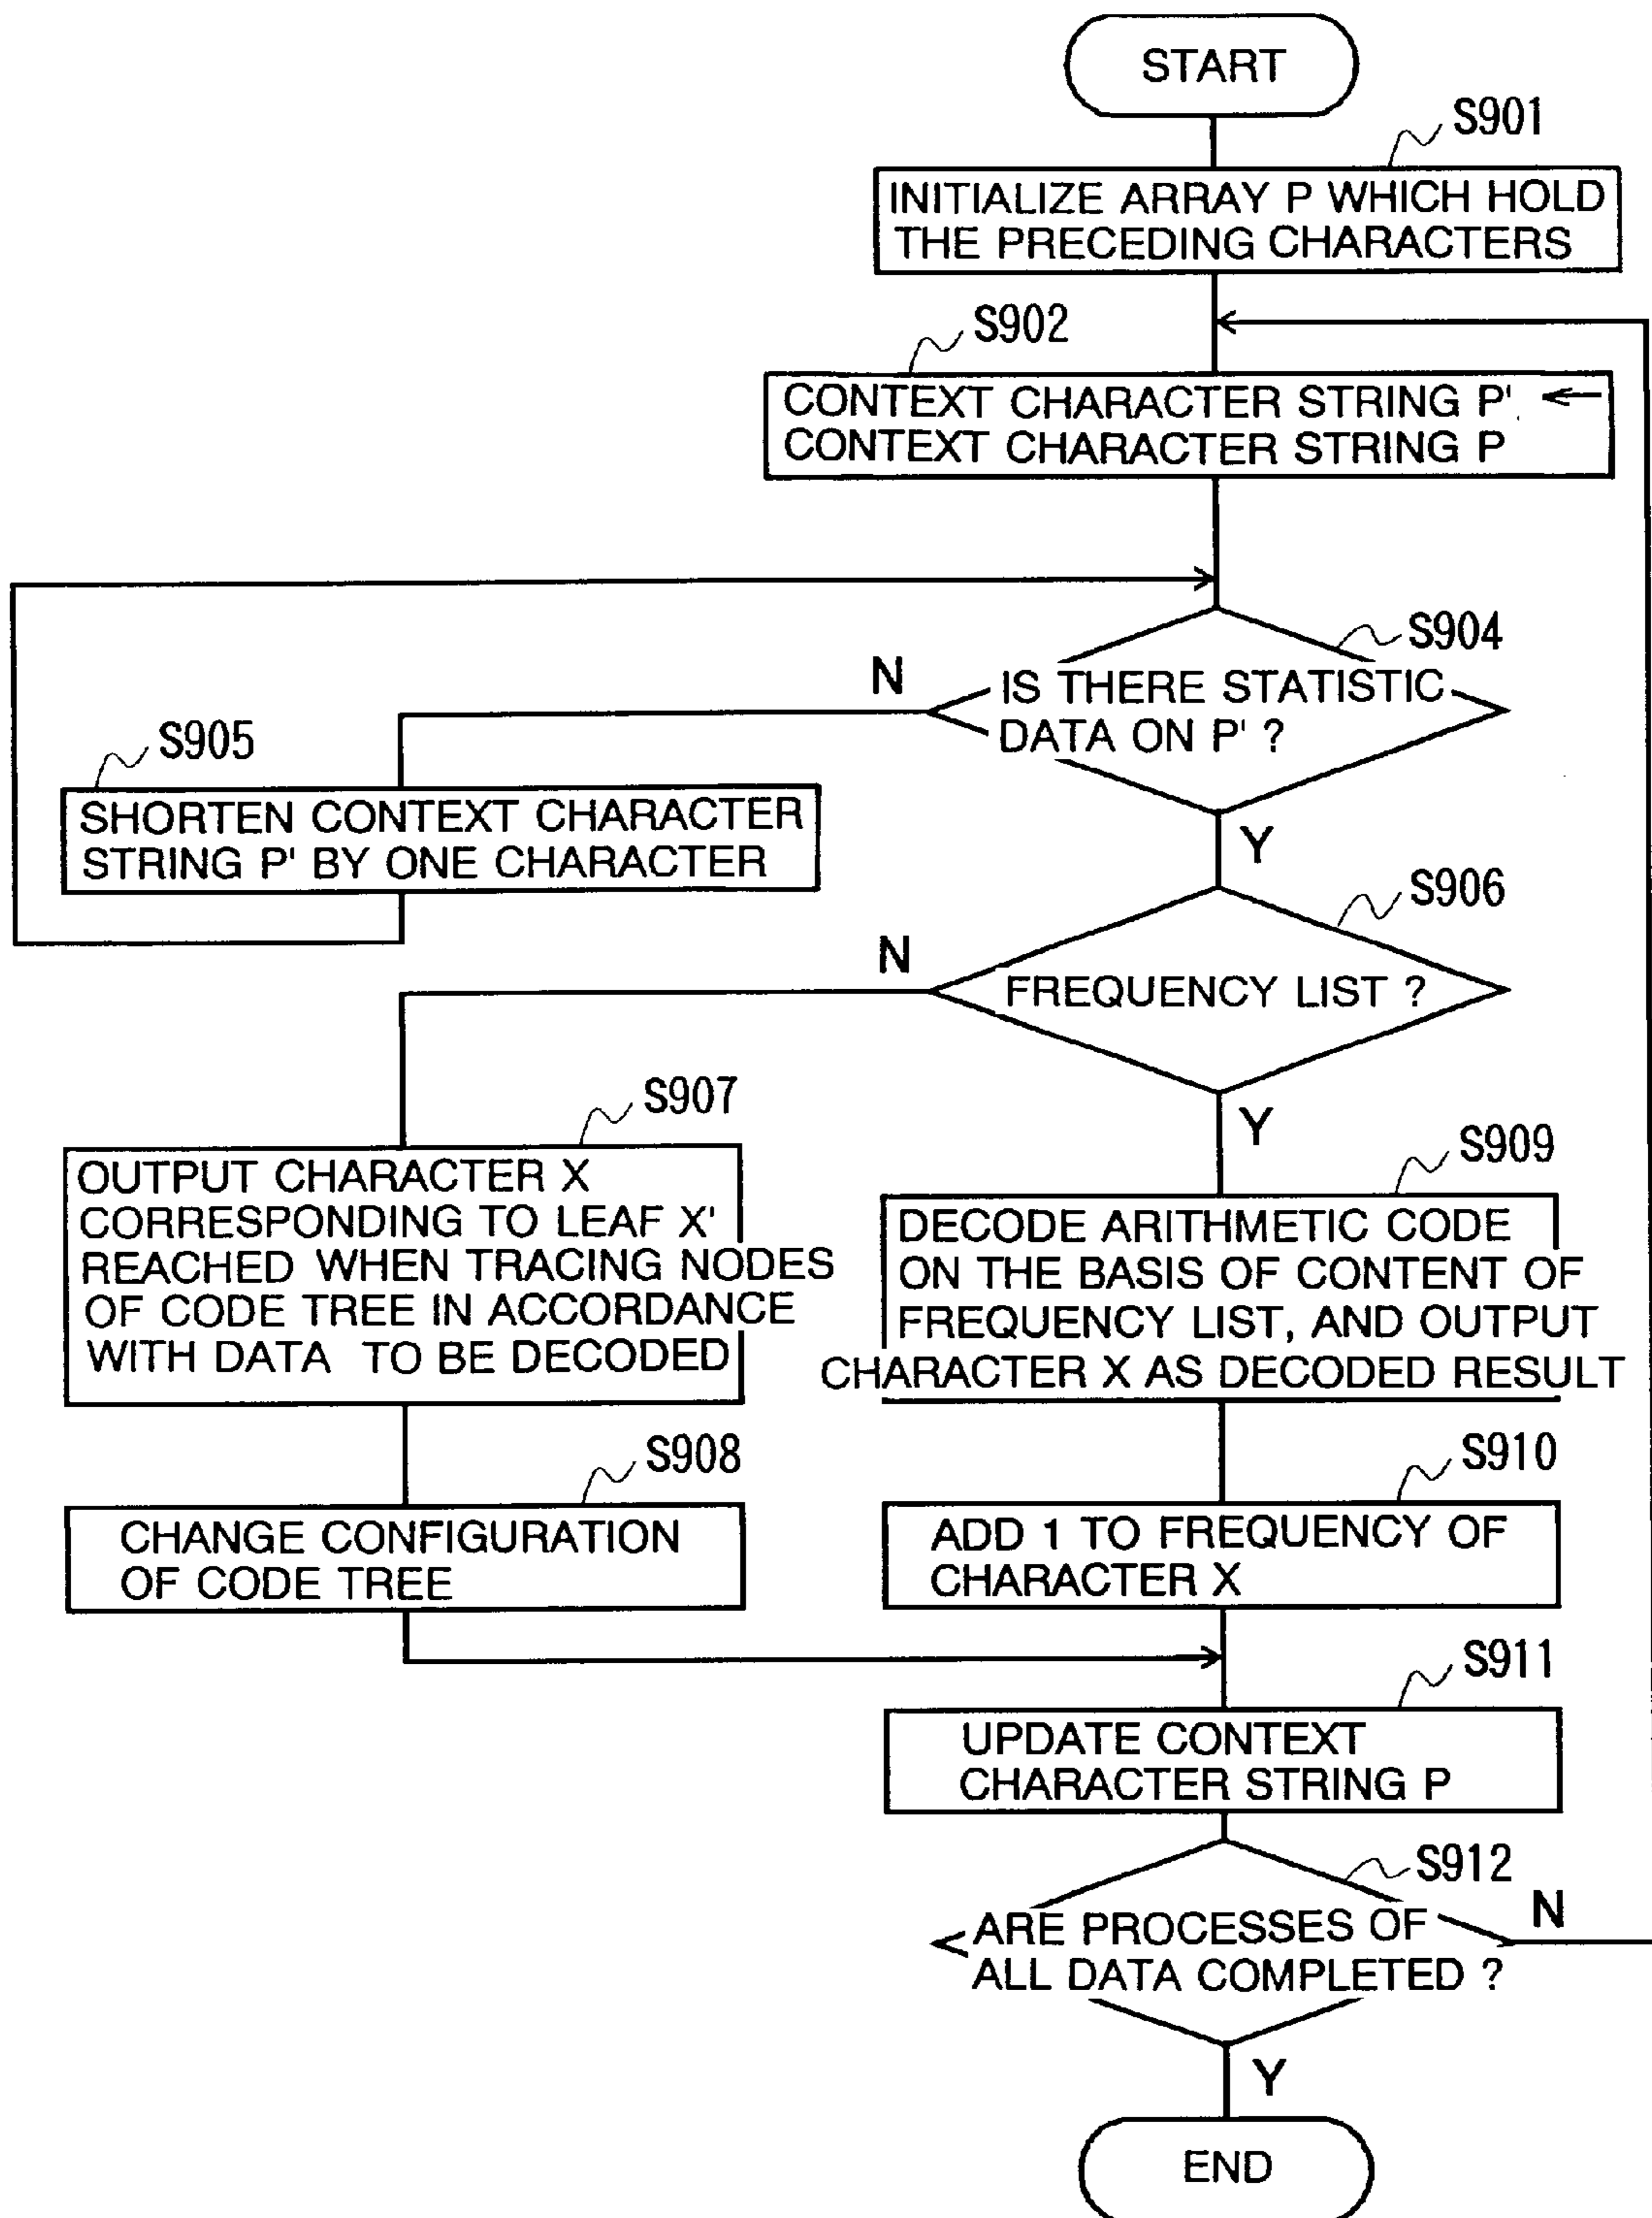 START
S901
INITIALIZE ARRAY P WHICH HOLD
THE PRECEDING CHARACTERS
S902
CONTEXT CHARACTER STRING P' ←
CONTEXT CHARACTER STRING P
S904
N
IS THERE STATISTIC
DATA ON P' ?
S905
SHORTEN CONTEXT CHARACTER
STRING P' BY ONE CHARACTER
Y
S906
N
FREQUENCY LIST ?
S907
OUTPUT CHARACTER X
CORRESPONDING TO LEAF X'
REACHED WHEN TRACING NODES
OF CODE TREE IN ACCORDANCE
WITH DATA TO BE DECODED
Y
S909
DECODE ARITHMETIC CODE
ON THE BASIS OF CONTENT OF
FREQUENCY LIST, AND OUTPUT
CHARACTER X AS DECODED RESULT
S908
CHANGE CONFIGURATION
OF CODE TREE
S910
ADD 1 TO FREQUENCY OF
CHARACTER X
S911
UPDATE CONTEXT
CHARACTER STRING P
S912
ARE PROCESSES OF
ALL DATA COMPLETED ?
N
Y
END